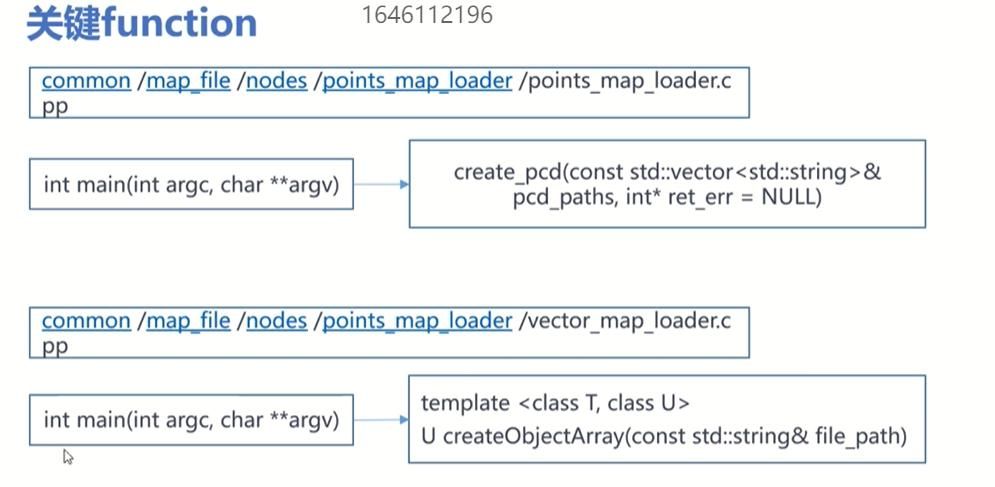 关键function
1646112196
common /map_file /nodes /points_map_loader /points_map_loader.c
pp
int main(int argc, char **argv)
create_pcd(const std::vector<std::string>&
pcd_paths, int* ret_err = NULL)
common /map_file /nodes /points_map_loader /vector_map_loader.c
pp
int main(int argc, char **argv)
template <class T, class U>
U createObjectArray(const std::string& file_path)